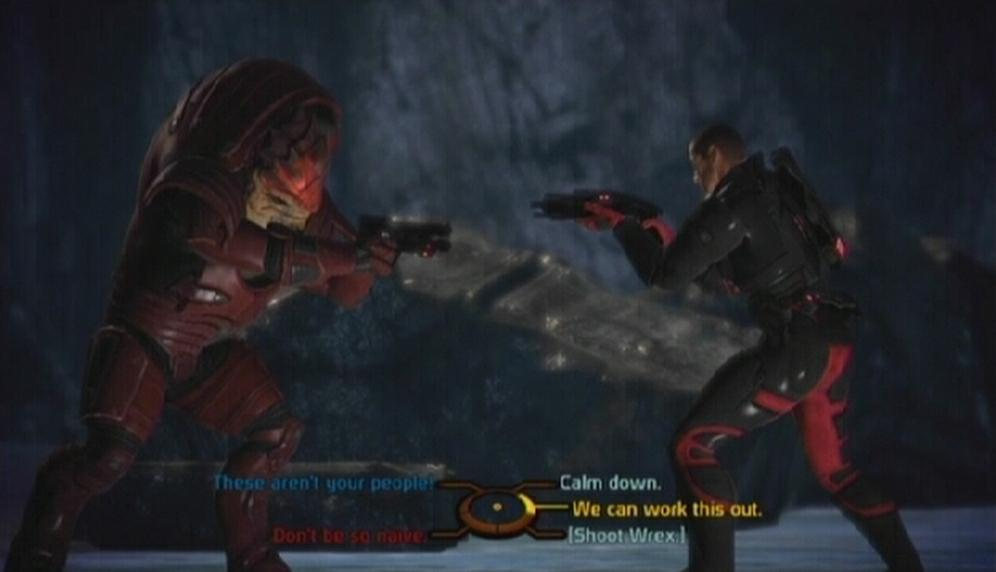 These aren't your people!
Calm down.
We can work this out.
Don't be so naive.
[Shoot Wrex.]